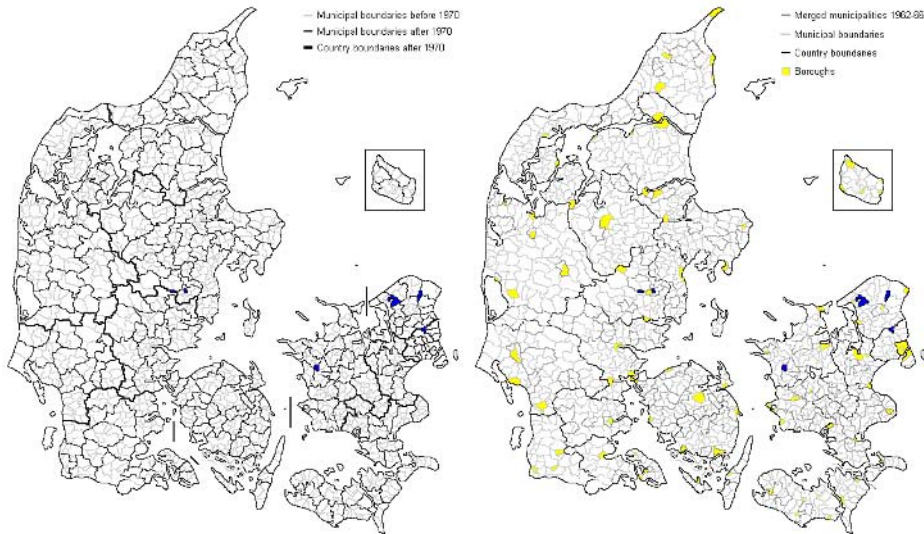 Municipal boundaries before 1970
Municipal boundaries after 1970
Country boundaries after 1970
Merged municipalities 1962-66
Municipal boundaries
Country boundaries
Boroughs